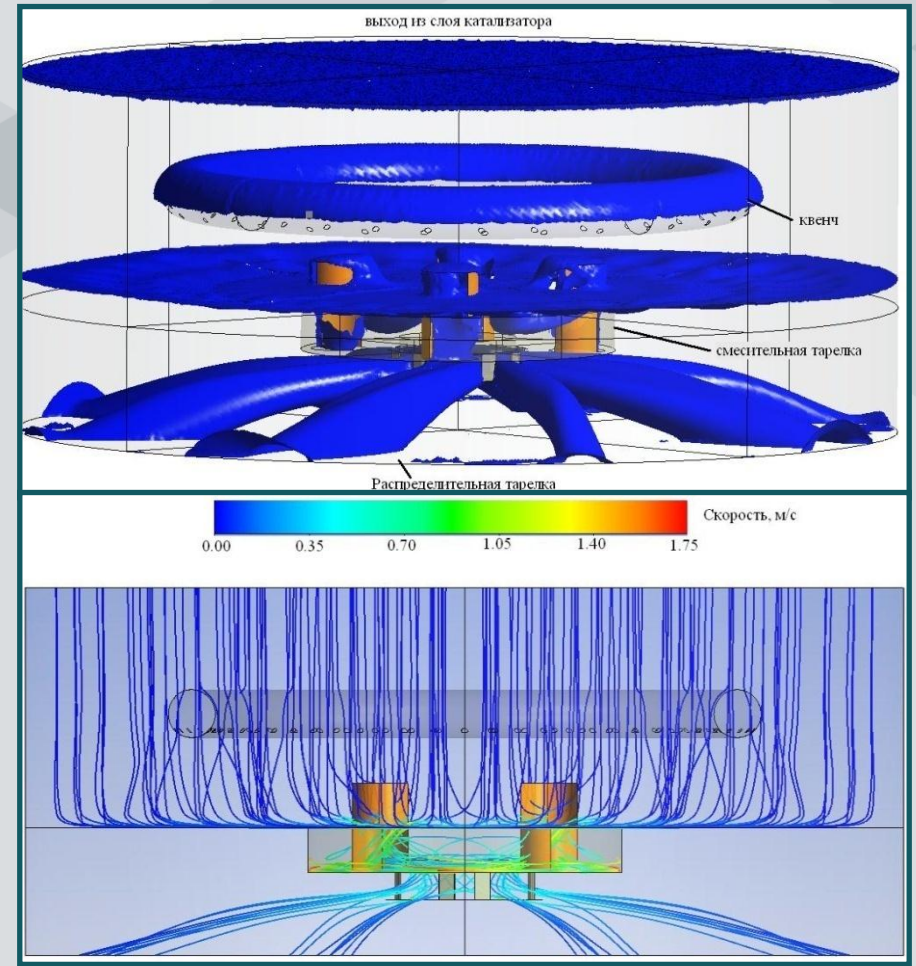 выход из слоя катализатора
квенч
смесительная тарелка
Распределительная тарелка
Скорость, м/с
0.00 0.35 0.70 1.05 1.40 1.75